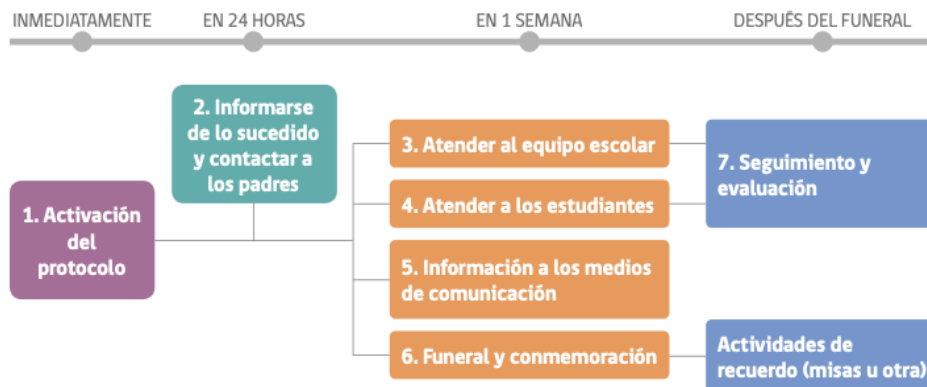 INMEDIATAMENTE
EN 24 HORAS
EN 1 SEMANA
DESPUÉS DEL FUNERAL
1. Activación
del
protocolo
2. Informarse
de lo sucedido
y contactar a
los padres
3. Atender al equipo escolar
4. Atender a los estudiantes
5. Información a los medios
de comunicación
6. Funeral y conmemoración
7. Seguimiento y
evaluación
Actividades de
recuerdo (misas u otra)